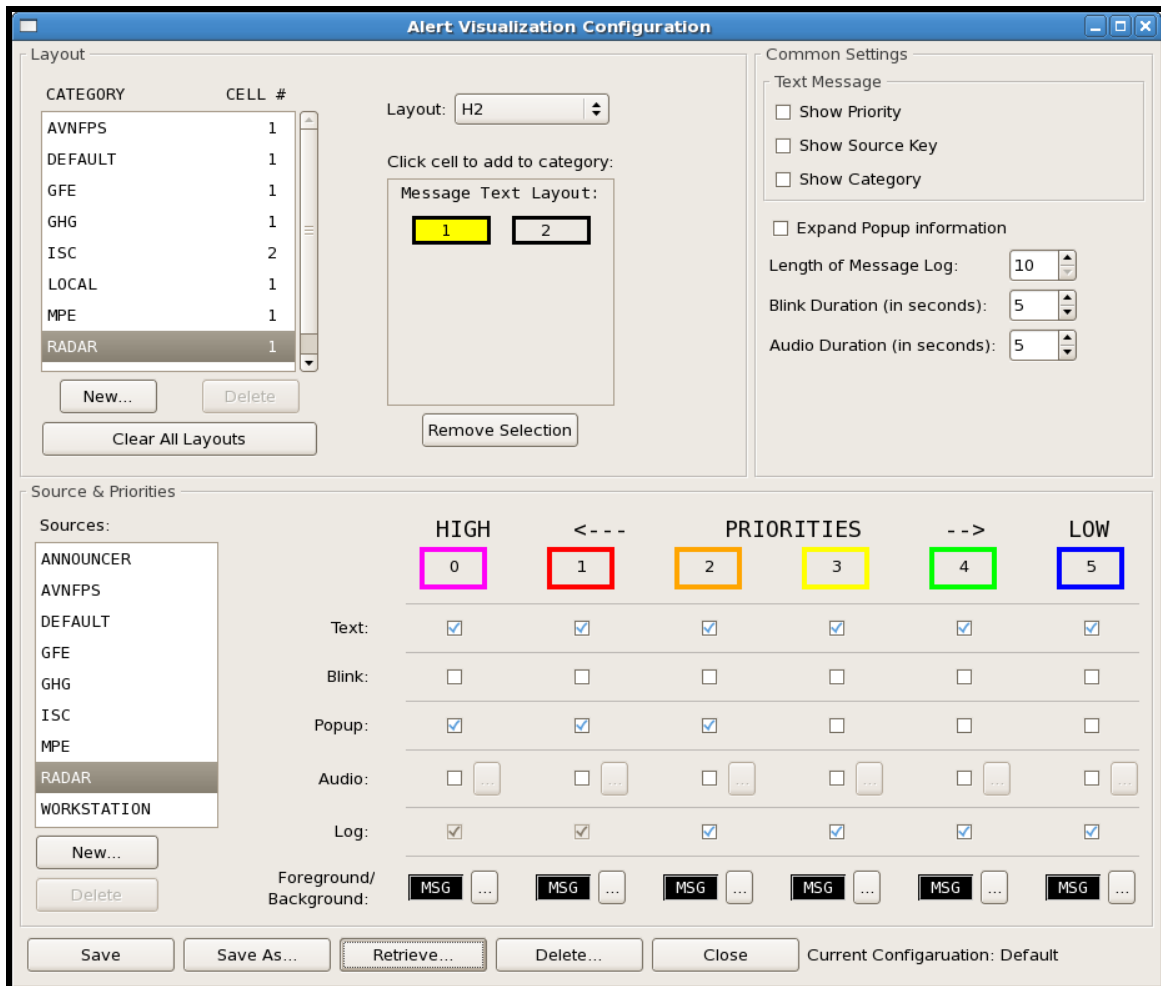 Alert Visualization Configuration
Layout
CATEGORY CELL #
AVNFPS 1
DEFAULT 1
GFE 1
GHG 1
ISC 2
LOCAL 1
MPE 1
RADAR 1
New... Delete
Clear All Layouts
Layout: H2
Click cell to add to category:
Message Text Layout:
1 2
Remove Selection
Common Settings
Text Message
Show Priority
Show Source Key
Show Category
Expand Popup information
Length of Message Log: 10
Blink Duration (in seconds): 5
Audio Duration (in seconds): 5
Source & Priorities
Sources:
ANNOUNCER
AVNFPS
DEFAULT
GFE
GHG
ISC
MPE
RADAR
WORKSTATION
New...
Delete
HIGH <--- PRIORITIES --> LOW
0 1 2 3 4 5
Text:
Blink:
Popup:
Audio: ... ... ... ... ... ...
Log:
Foreground/
Background: MSG ... MSG ... MSG ... MSG ... MSG ... MSG ...
Save Save As... Retrieve... Delete... Close Current Configaruation: Default